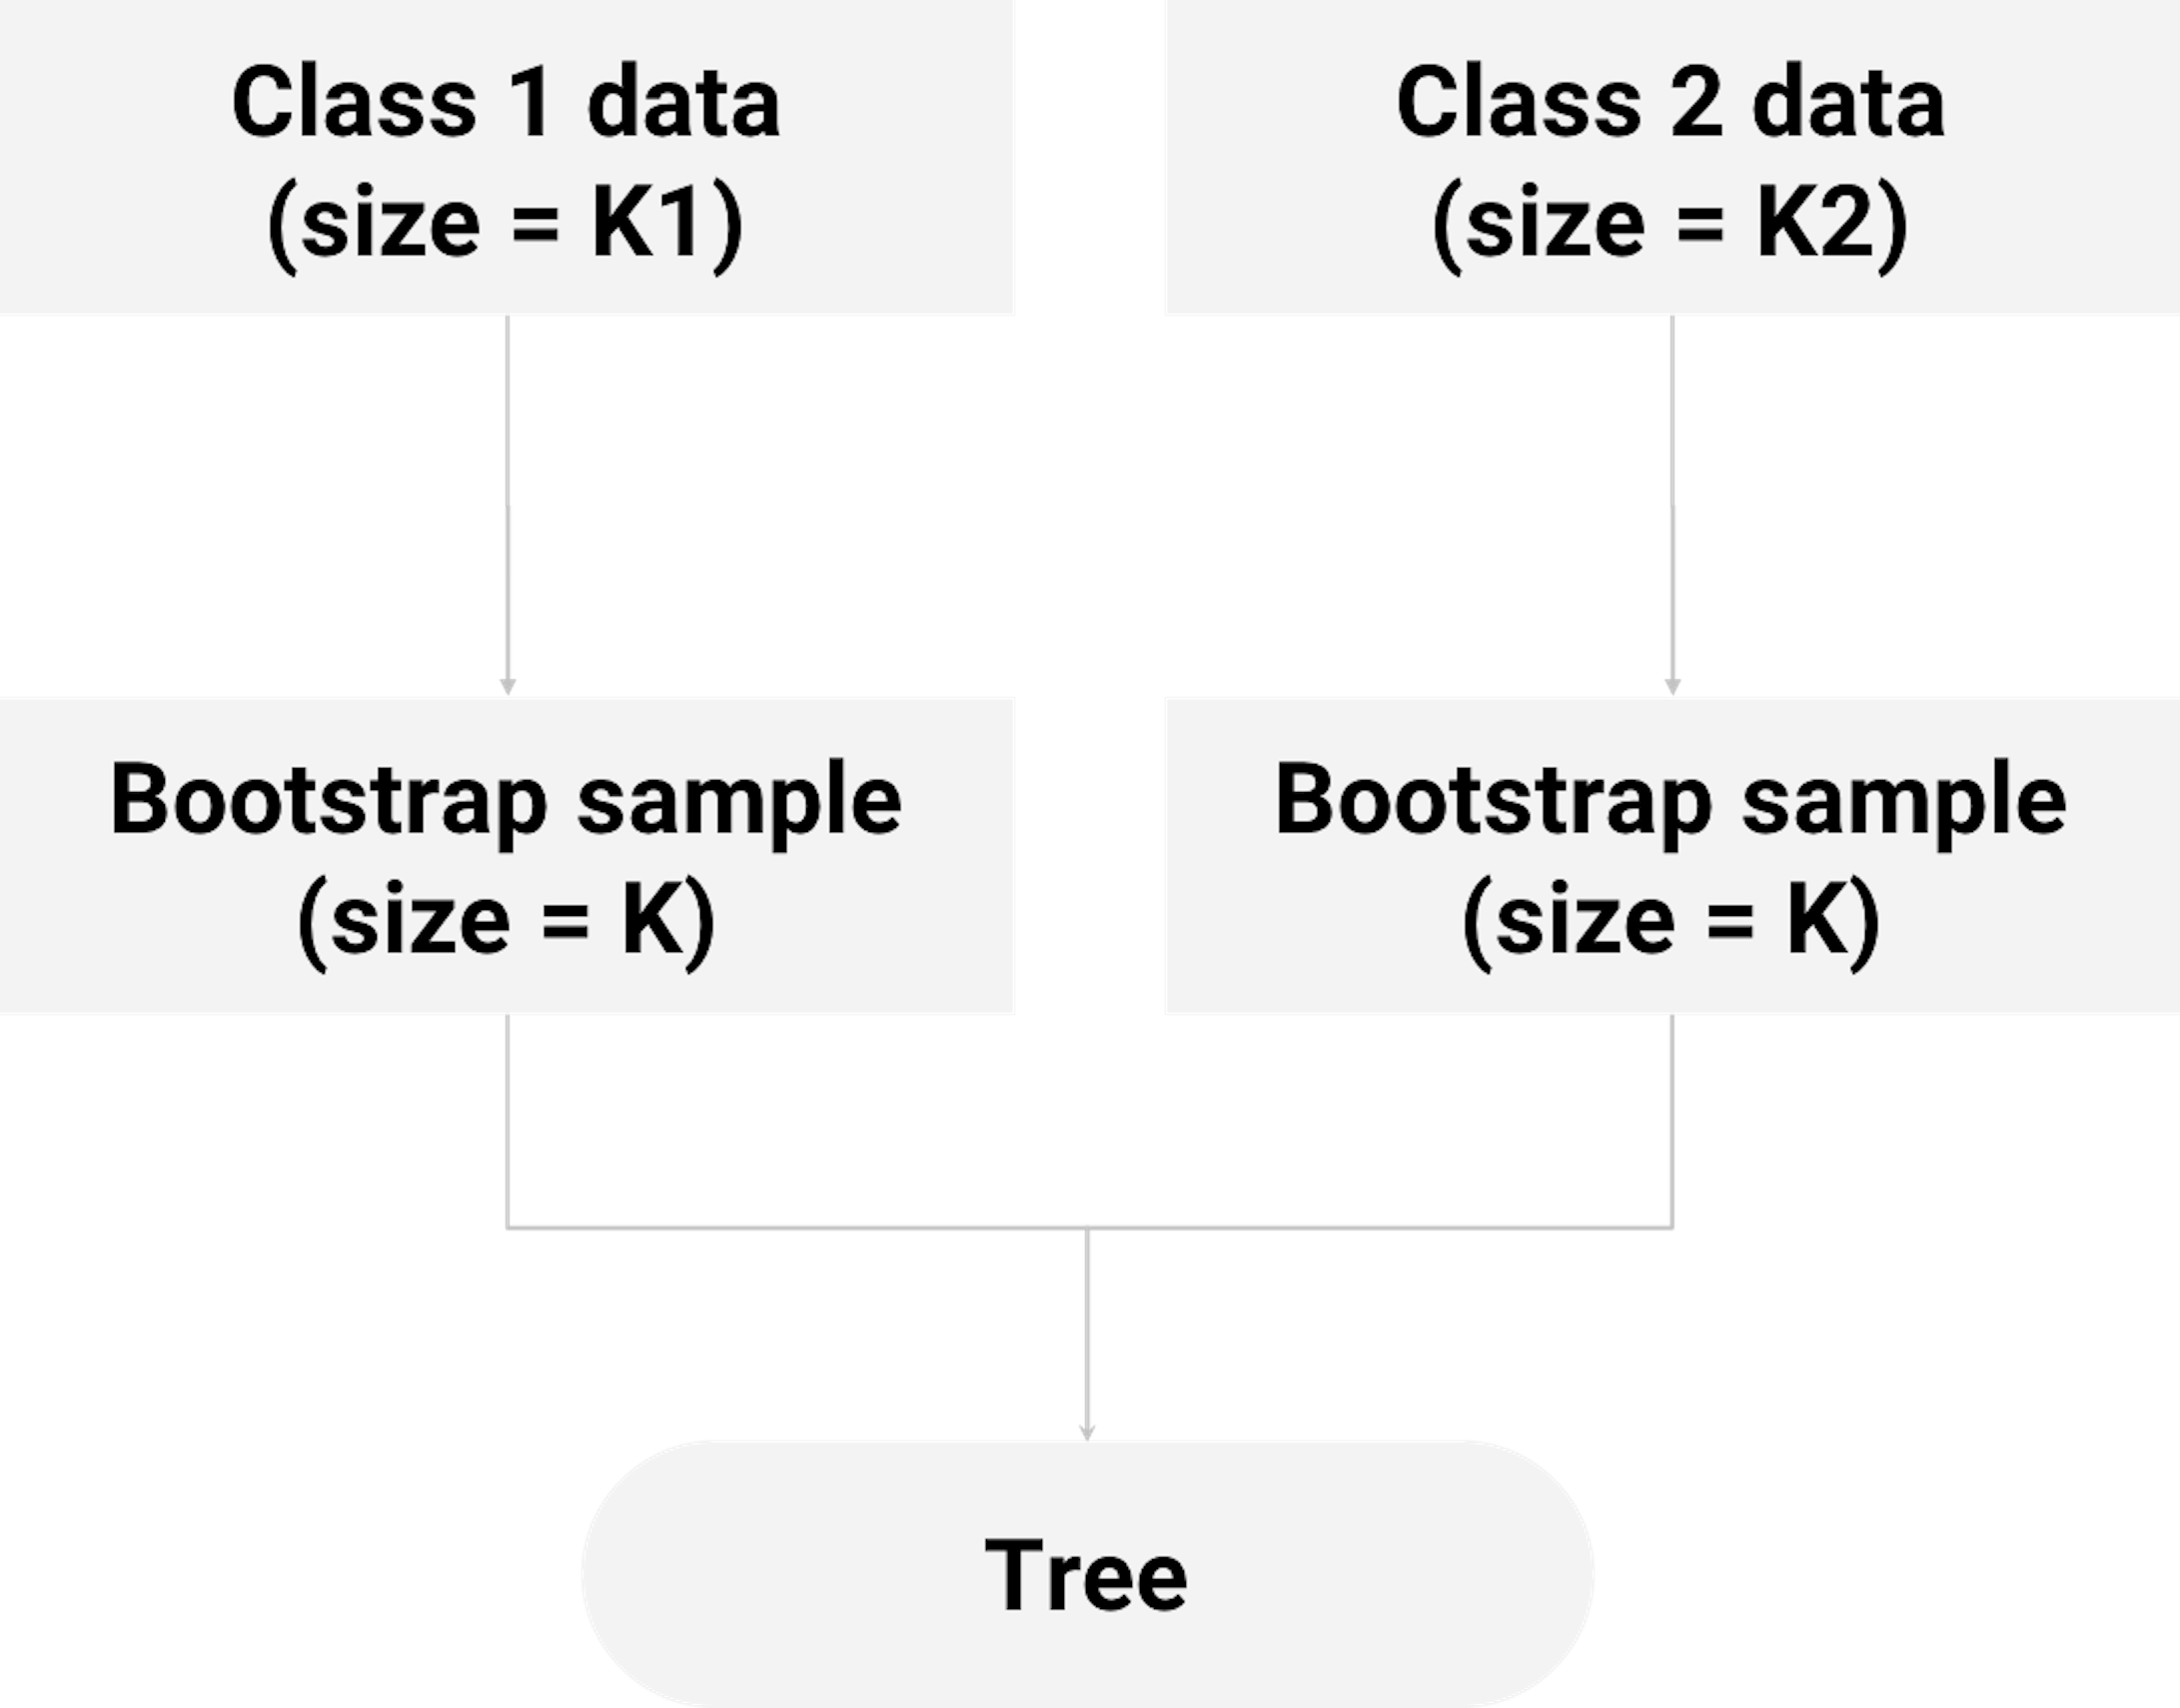 Class 1 data
(size = K1)
Class 2 data
(size = K2)
Bootstrap sample
(size = K)
Bootstrap sample
(size = K)
Tree